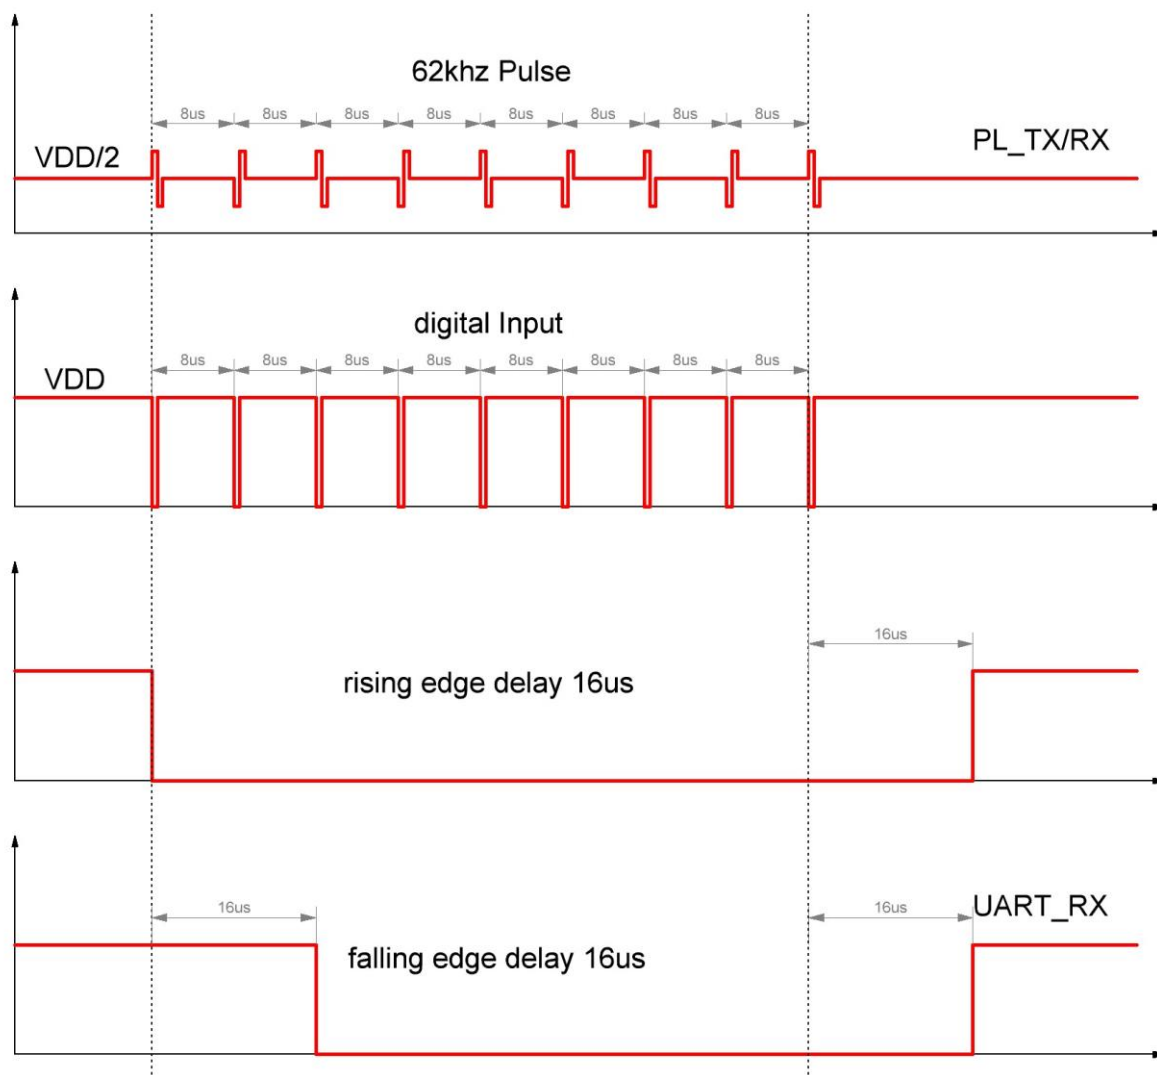 62khz Pulse
8us 8us 8us 8us 8us 8us 8us 8us
VDD/2
PL_TX/RX
digital Input
8us 8us 8us 8us 8us 8us 8us 8us
VDD
16us
rising edge delay 16us
16us
16us
UART_RX
falling edge delay 16us